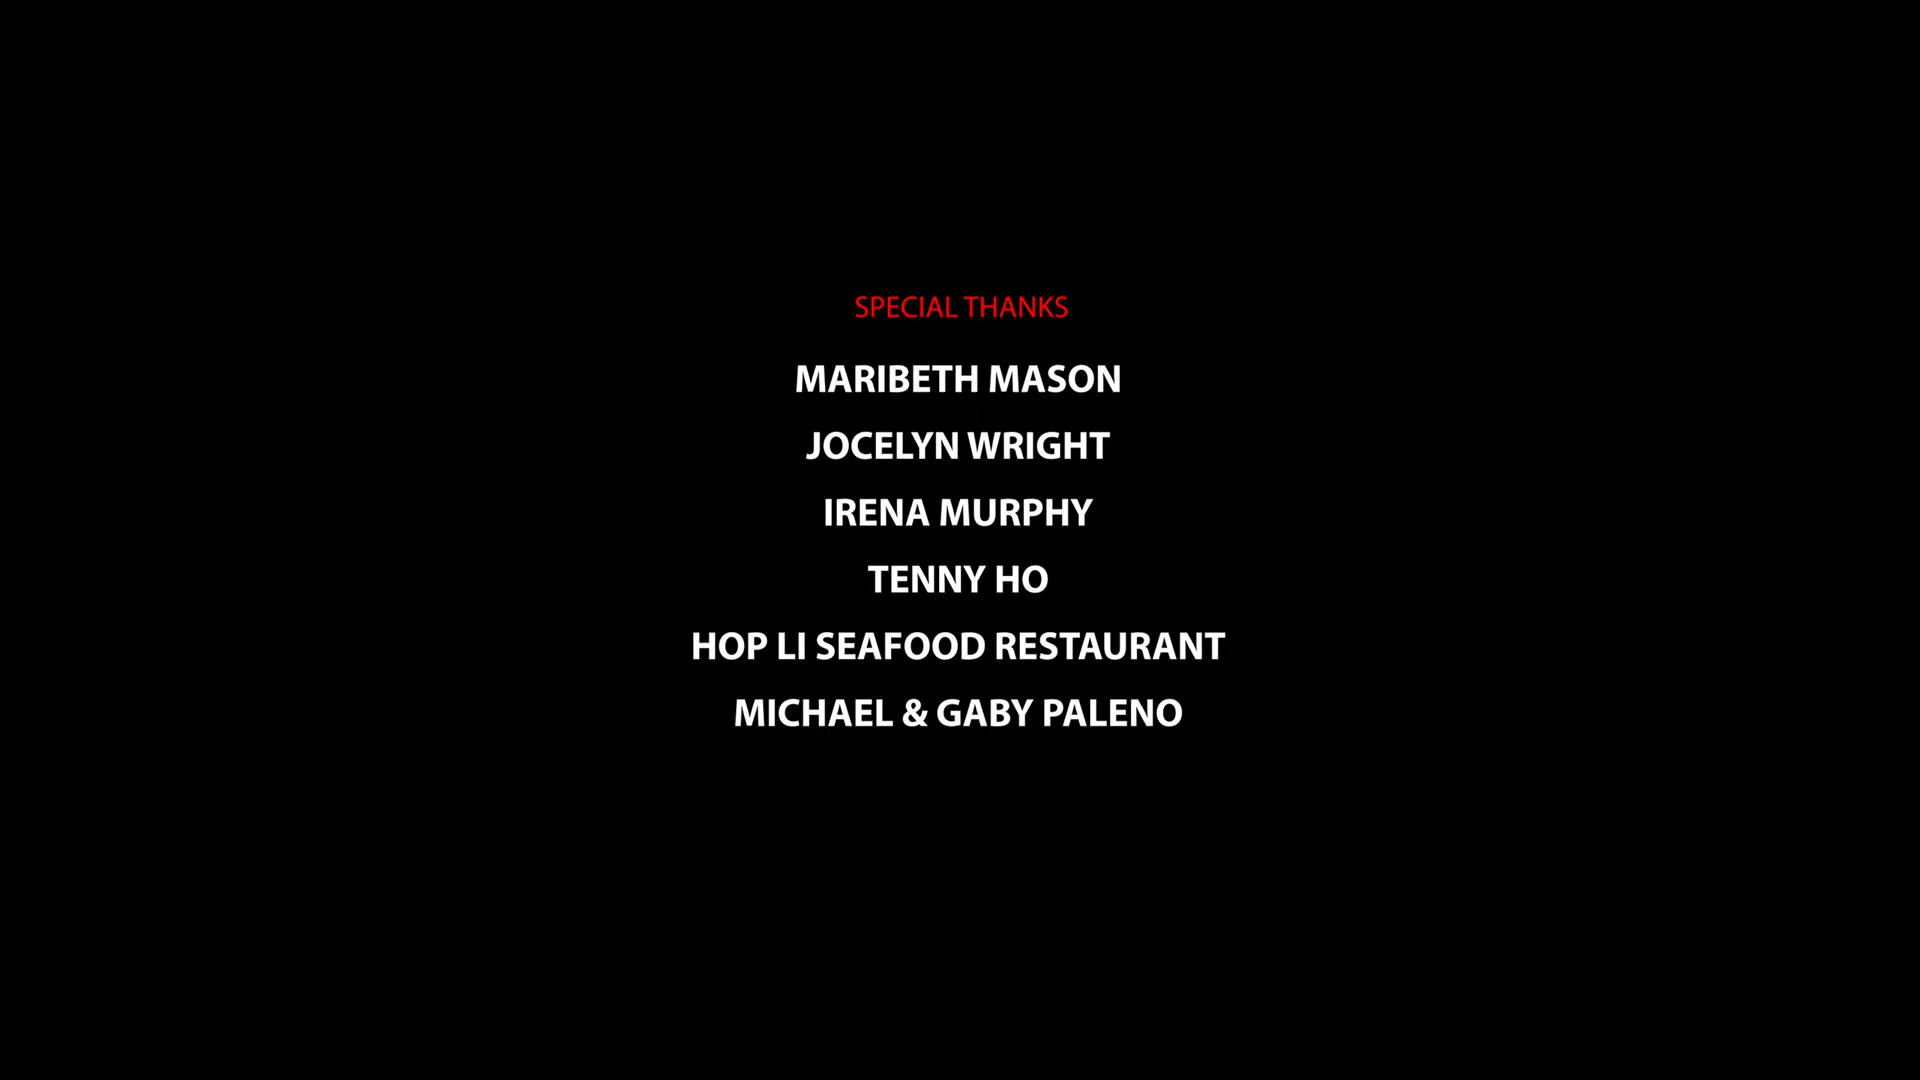 SPECIAL THANKS
MARIBETH MASON
JOCELYN WRIGHT
IRENA MURPHY
TENNY HO
HOP LI SEAFOOD RESTAURANT
MICHAEL & GABY PALENO